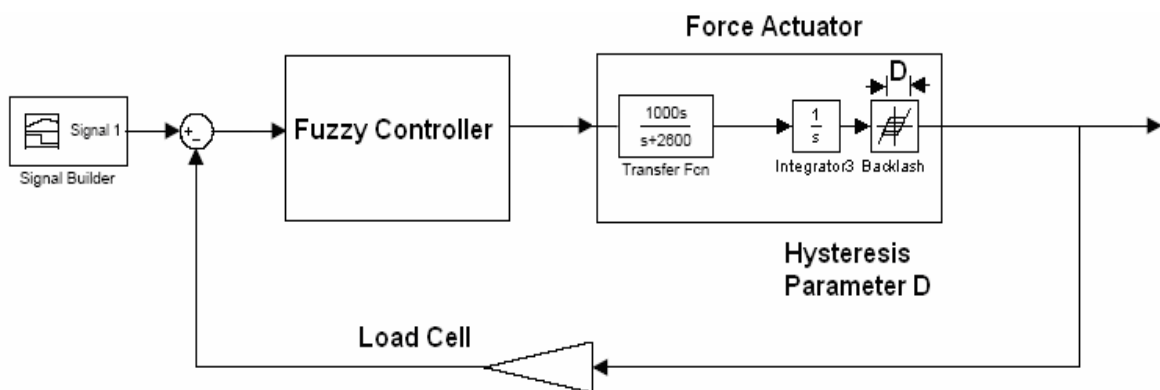 Force Actuator
D
Signal 1
Signal Builder
+
−
Fuzzy Controller
1000s
s+2600
Transfer Fcn
1
s
Integrator3
Backlash
Hysteresis
Parameter D
Load Cell